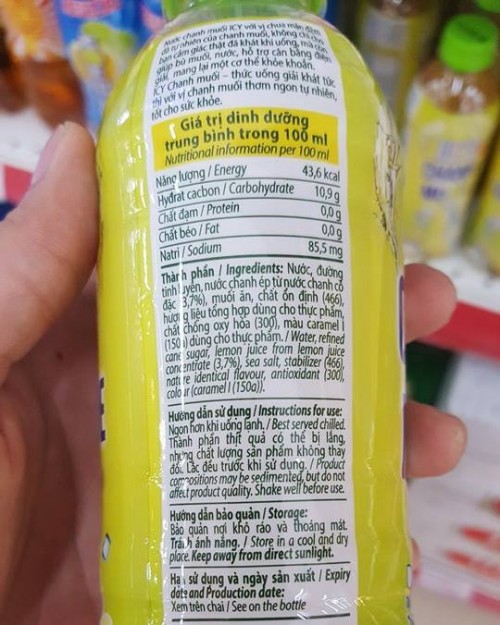 Nước chanh muối ICY với vị chua mặn đậm
đà tự nhiên của chanh muối, không chỉ cho
bạn cảm giác thật đã khát khi uống, mà còn
giúp bù muối, nước, hỗ trợ cân bằng điện
giải, mang lại một cơ thể khỏe khoắn.
ICY Chanh muối – thức uống giải khát tức
thì với vị chanh muối thơm ngon tự nhiên,
tốt cho sức khỏe.
Giá trị dinh dưỡng
trung bình trong 100 ml
Nutritional information per 100 ml
Năng lượng / Energy 43,6 kcal
Hyđrat cacbon / Carbohydrate 10,9 g
Chất đạm / Protein 0,0 g
Chất béo / Fat 0,0 g
Natri / Sodium 85,5 mg
Thành phần / Ingredients: Nước, đường
tinh luyện, nước chanh ép từ nước chanh cô
đặc (3,7%), muối ăn, chất ổn định (466),
hương liệu tổng hợp dùng cho thực phẩm,
chất chống oxy hóa (300), màu caramel I
(150a) dùng cho thực phẩm. / Water, refined
cane sugar, lemon juice from lemon juice
concentrate (3,7%), sea salt, stabilizer (466),
nature identical flavour, antioxidant (300),
colour (caramel I (150a)).
Hướng dẫn sử dụng / Instructions for use:
Ngon hơn khi uống lạnh. / Best served chilled.
Thành phần thịt quả có thể bị lắng,
nhưng chất lượng sản phẩm không thay
đổi. Lắc đều trước khi sử dụng. / Product
compositions may be sedimented, but do not
affect product quality. Shake well before use.
Hướng dẫn bảo quản / Storage:
Bảo quản nơi khô ráo và thoáng mát.
Tránh ánh nắng. / Store in a cool and dry
place. Keep away from direct sunlight.
Hạn sử dụng và ngày sản xuất / Expiry
date and Production date:
Xem trên chai / See on the bottle